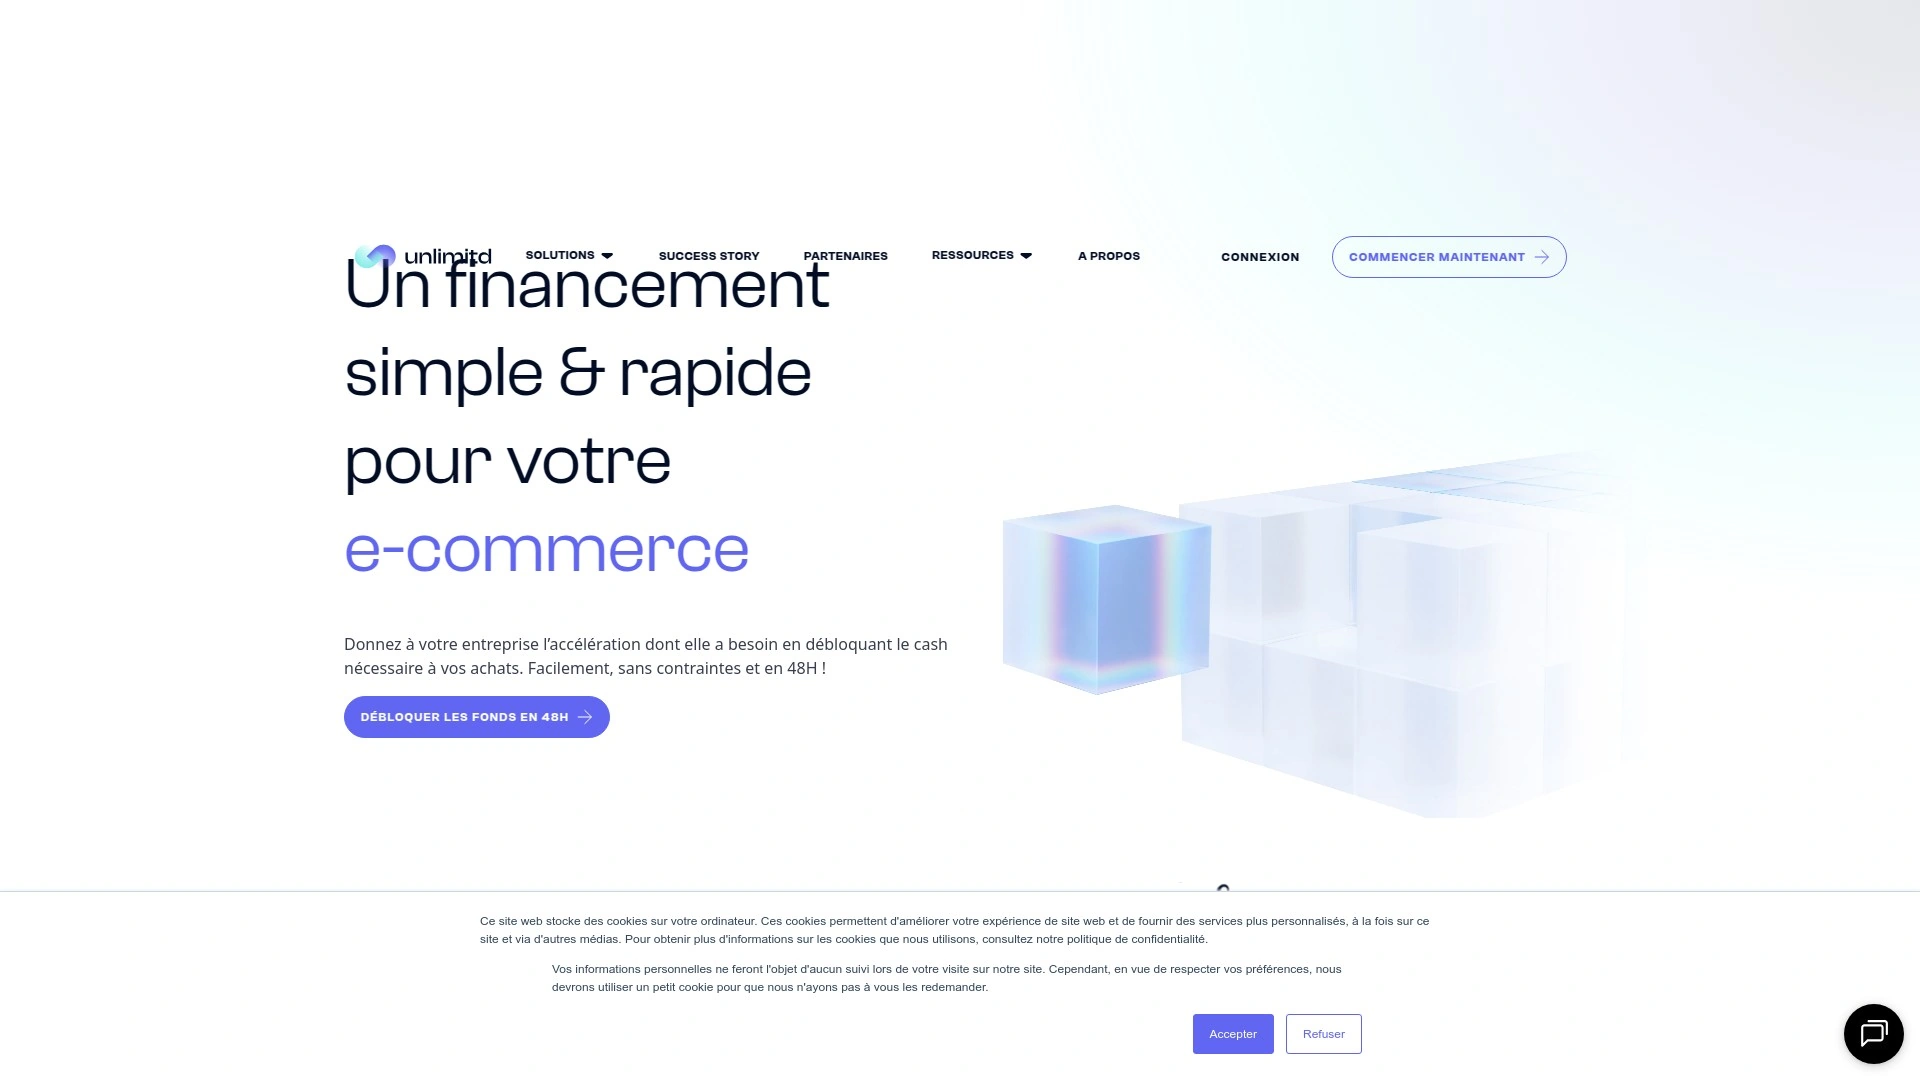 unlimitd
SOLUTIONS
SUCCESS STORY
PARTENAIRES
RESSOURCES
A PROPOS
CONNEXION
COMMENCER MAINTENANT
Un financement
simple & rapide
pour votre
e-commerce
Donnez à votre entreprise l’accélération dont elle a besoin en débloquant le cash
nécessaire à vos achats. Facilement, sans contraintes et en 48H !
DÉBLOQUER LES FONDS EN 48H
Ce site web stocke des cookies sur votre ordinateur. Ces cookies permettent d'améliorer votre expérience de site web et de fournir des services plus personnalisés, à la fois sur ce
site et via d'autres médias. Pour obtenir plus d'informations sur les cookies que nous utilisons, consultez notre politique de confidentialité.
Vos informations personnelles ne feront l'objet d'aucun suivi lors de votre visite sur notre site. Cependant, en vue de respecter vos préférences, nous
devrons utiliser un petit cookie pour que nous n'ayons pas à vous les redemander.
Accepter
Refuser